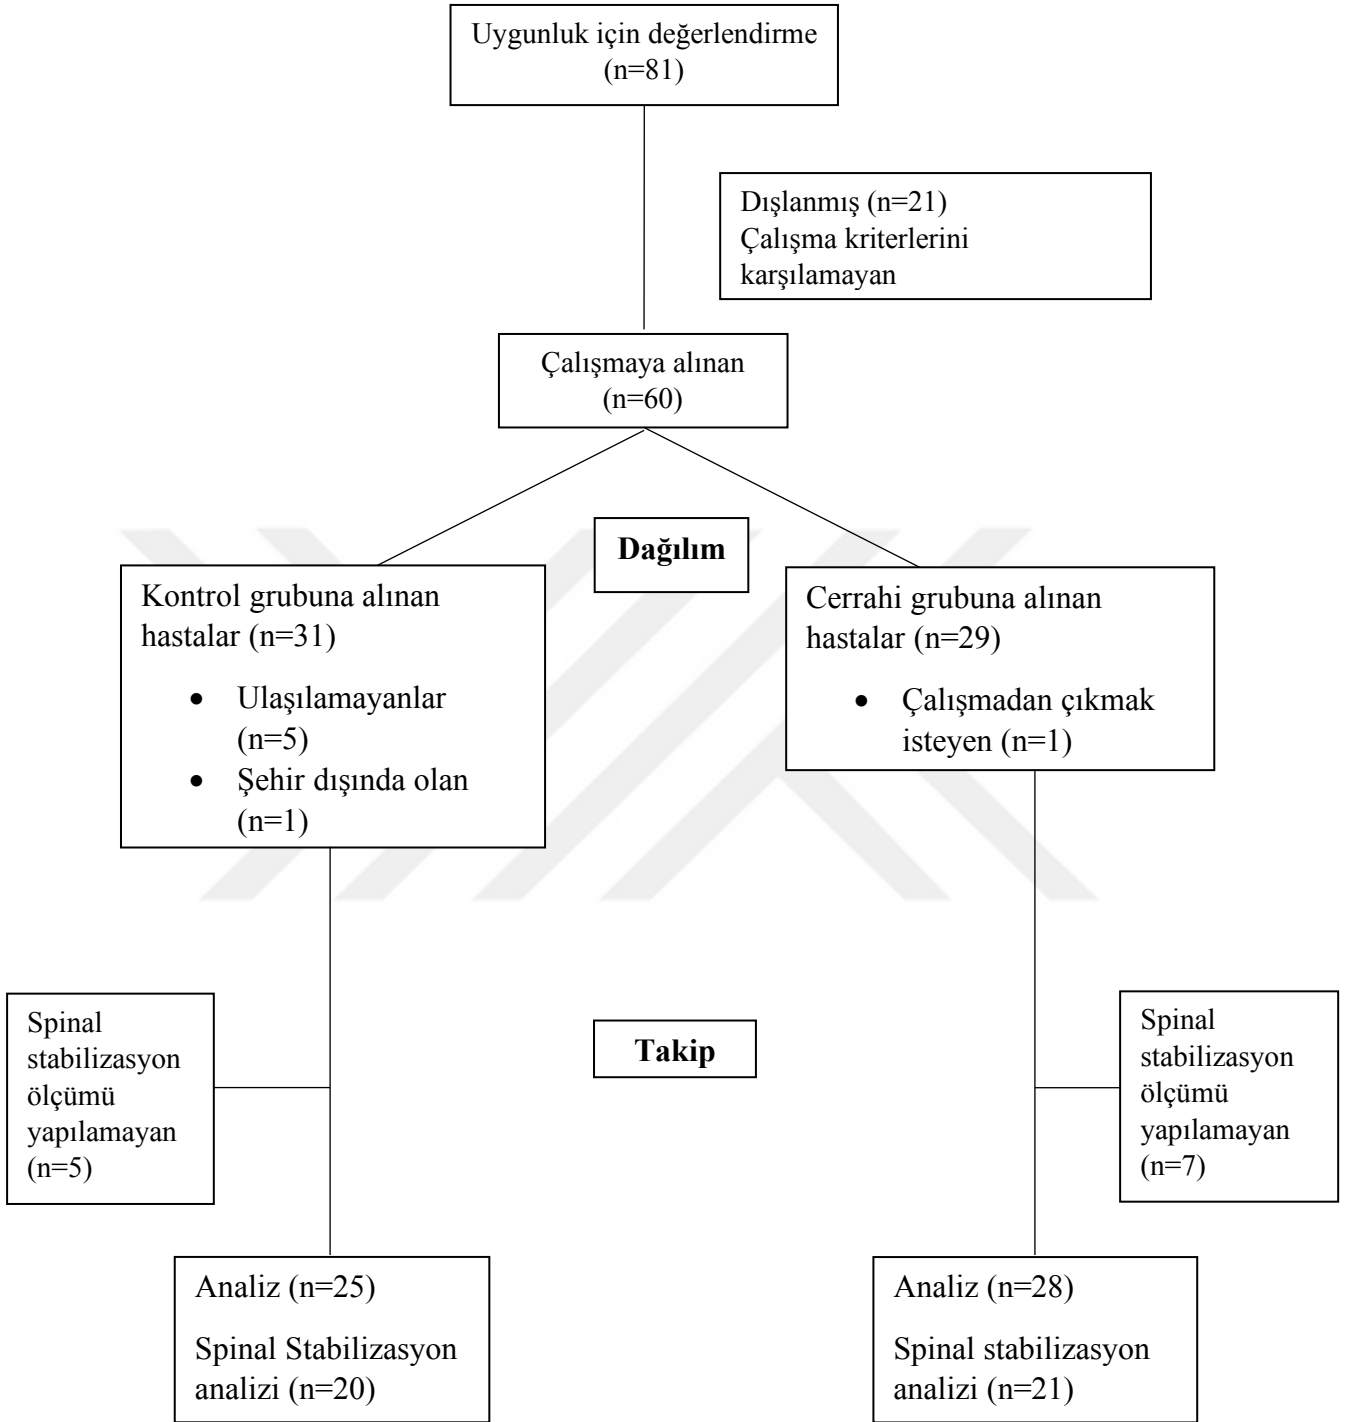 Uygunluk için değerlendirme
(n=81)
Dışlanmış (n=21)
Çalışma kriterlerini
karşılamayan
Çalışmaya alınan
(n=60)
Dağılım
Kontrol grubuna alınan
hastalar (n=31)
• Ulaşılamayanlar
(n=5)
• Şehir dışında olan
(n=1)
Cerrahi grubuna alınan
hastalar (n=29)
• Çalışmadan çıkmak
isteyen (n=1)
Spinal
stabilizasyon
ölçümü
yapılamayan
(n=5)
Takip
Spinal
stabilizasyon
ölçümü
yapılamayan
(n=7)
Analiz (n=25)
Spinal Stabilizasyon
analizi (n=20)
Analiz (n=28)
Spinal stabilizasyon
analizi (n=21)